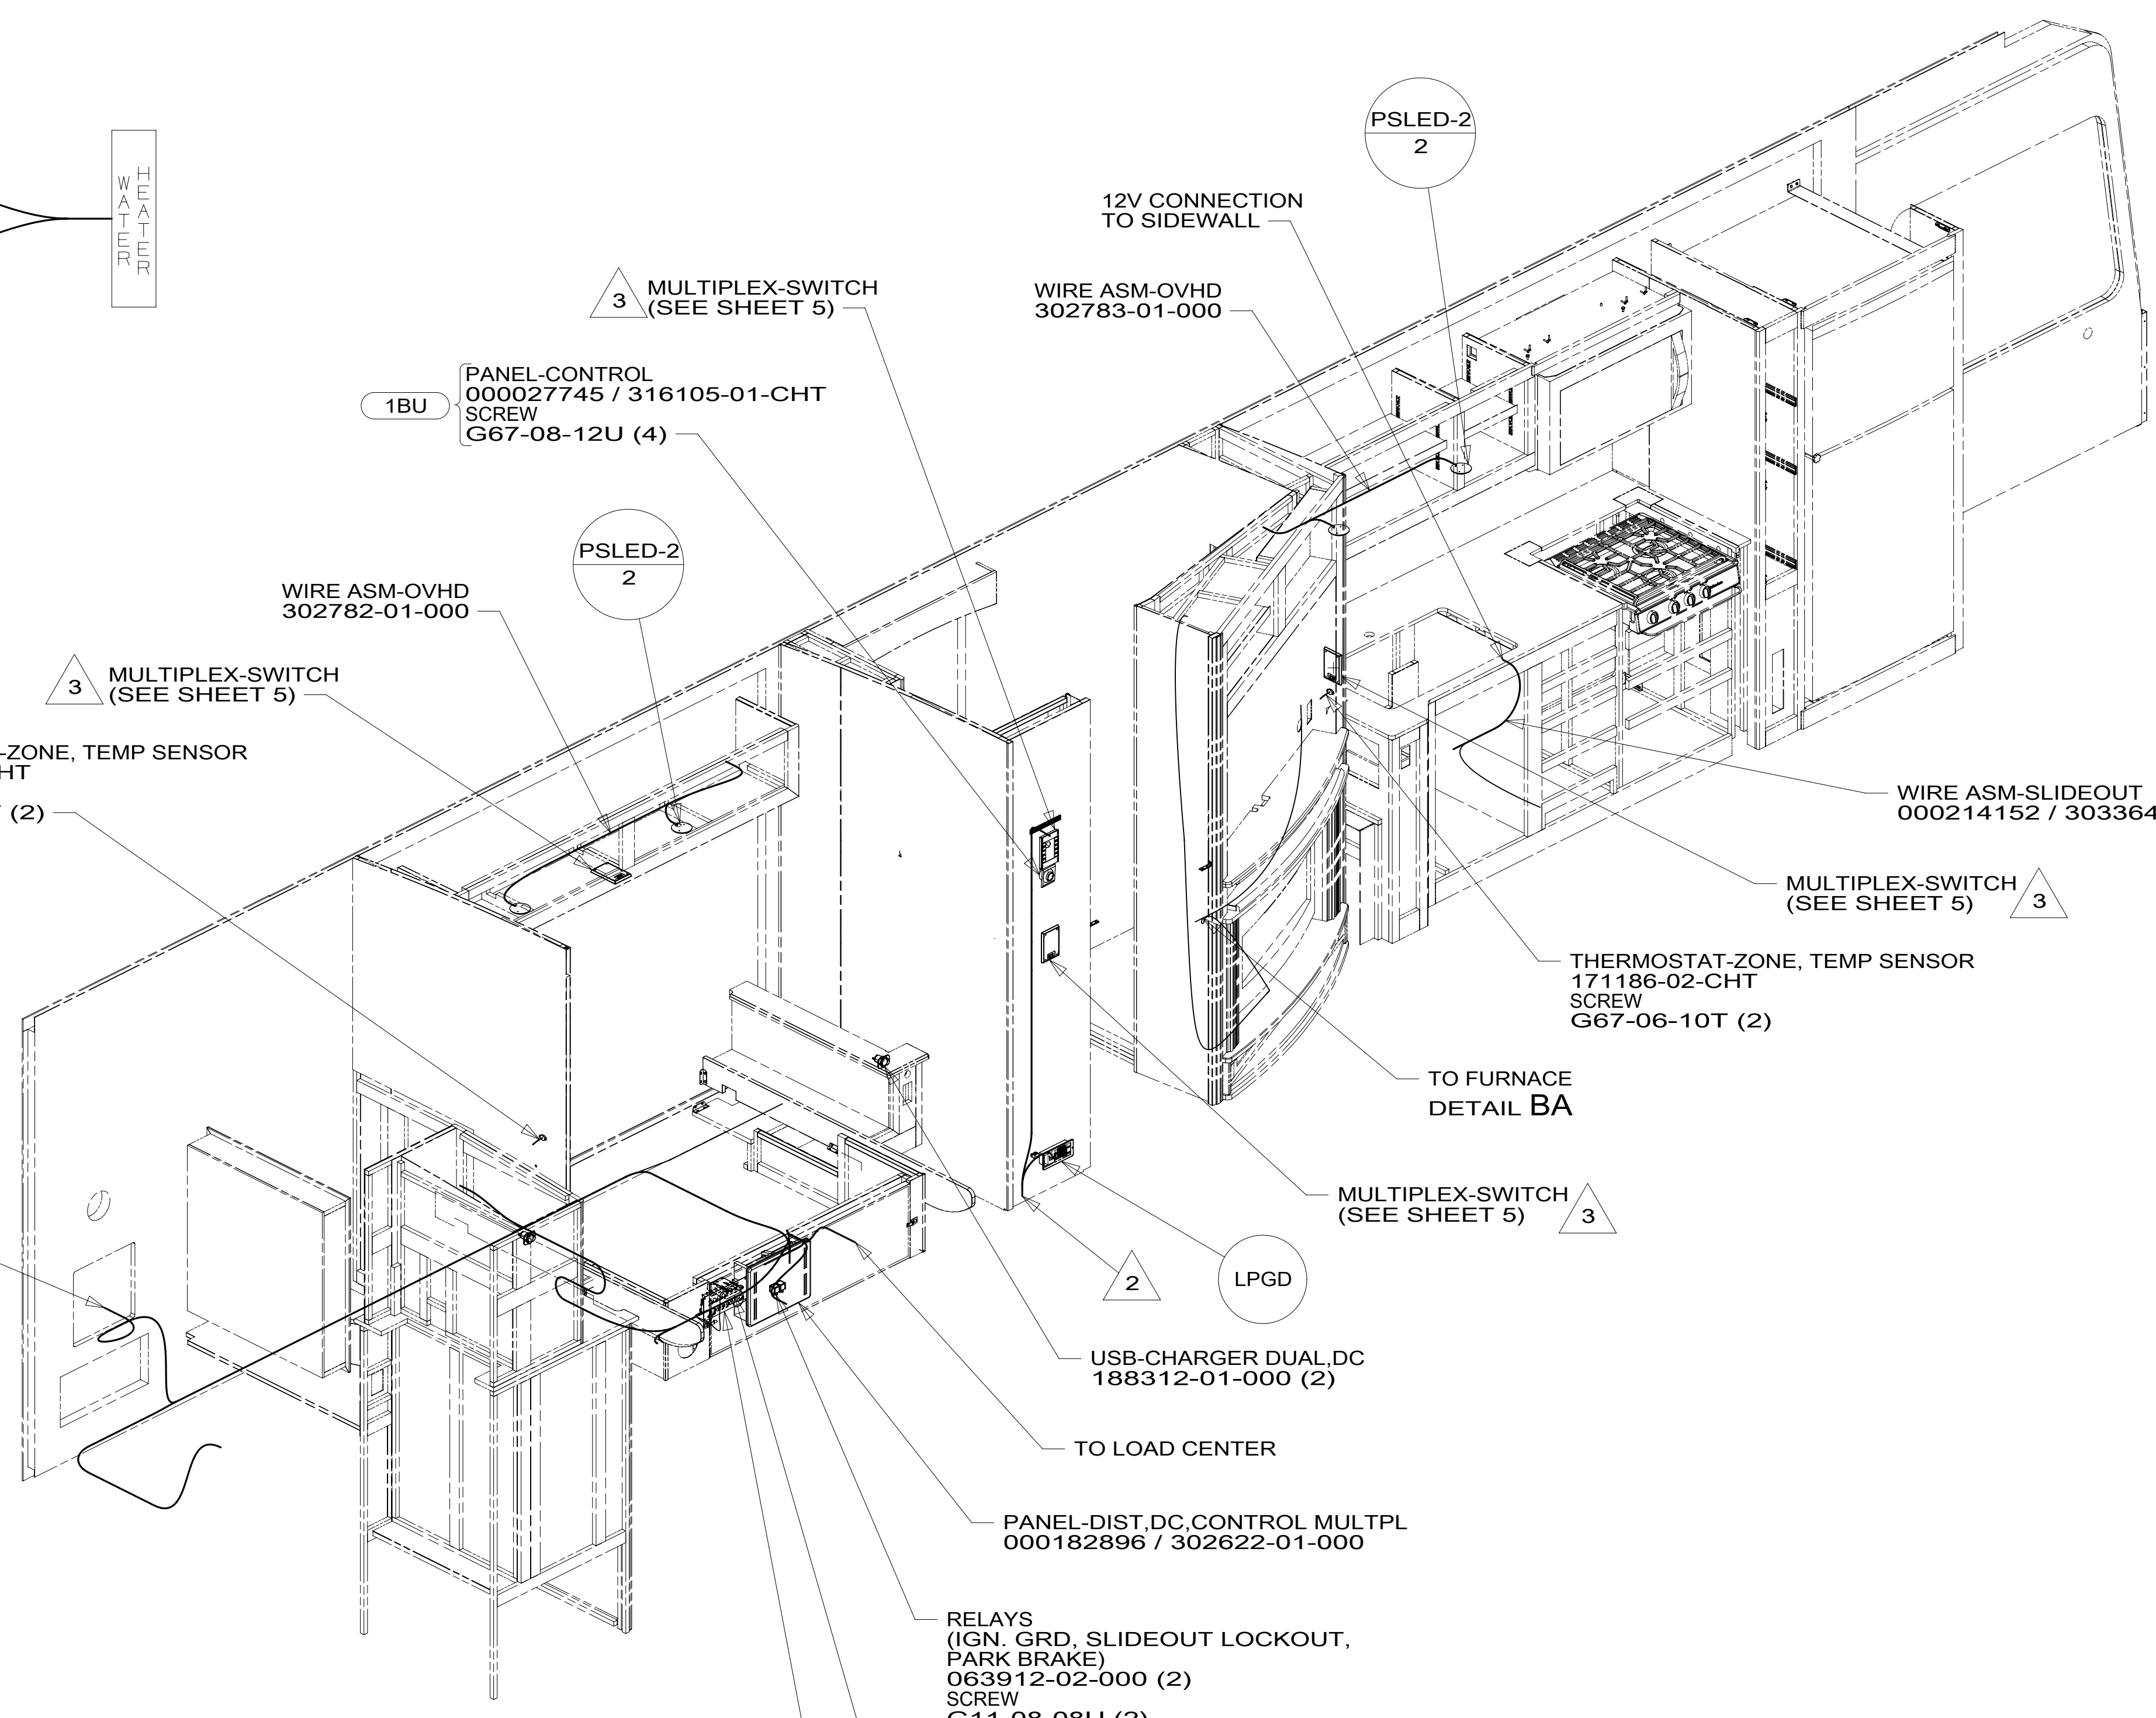 WATER
HEATER
PSLED-2
2
12V CONNECTION
TO SIDEWALL
WIRE ASM-OVHD
302783-01-000
3
MULTIPLEX-SWITCH
(SEE SHEET 5)
1BU
PANEL-CONTROL
000027745 / 316105-01-CHT
SCREW
G67-08-12U (4)
PSLED-2
2
WIRE ASM-OVHD
302782-01-000
3
MULTIPLEX-SWITCH
(SEE SHEET 5)
-ZONE, TEMP SENSOR
HT
(2)
WIRE ASM-SLIDEOUT
000214152 / 303364
MULTIPLEX-SWITCH
(SEE SHEET 5)
3
THERMOSTAT-ZONE, TEMP SENSOR
171186-02-CHT
SCREW
G67-06-10T (2)
TO FURNACE
DETAIL BA
MULTIPLEX-SWITCH
(SEE SHEET 5)
3
2
LPGD
USB-CHARGER DUAL,DC
188312-01-000 (2)
TO LOAD CENTER
PANEL-DIST,DC,CONTROL MULTPL
000182896 / 302622-01-000
RELAYS
(IGN. GRD, SLIDEOUT LOCKOUT,
PARK BRAKE)
063912-02-000 (2)
SCREW